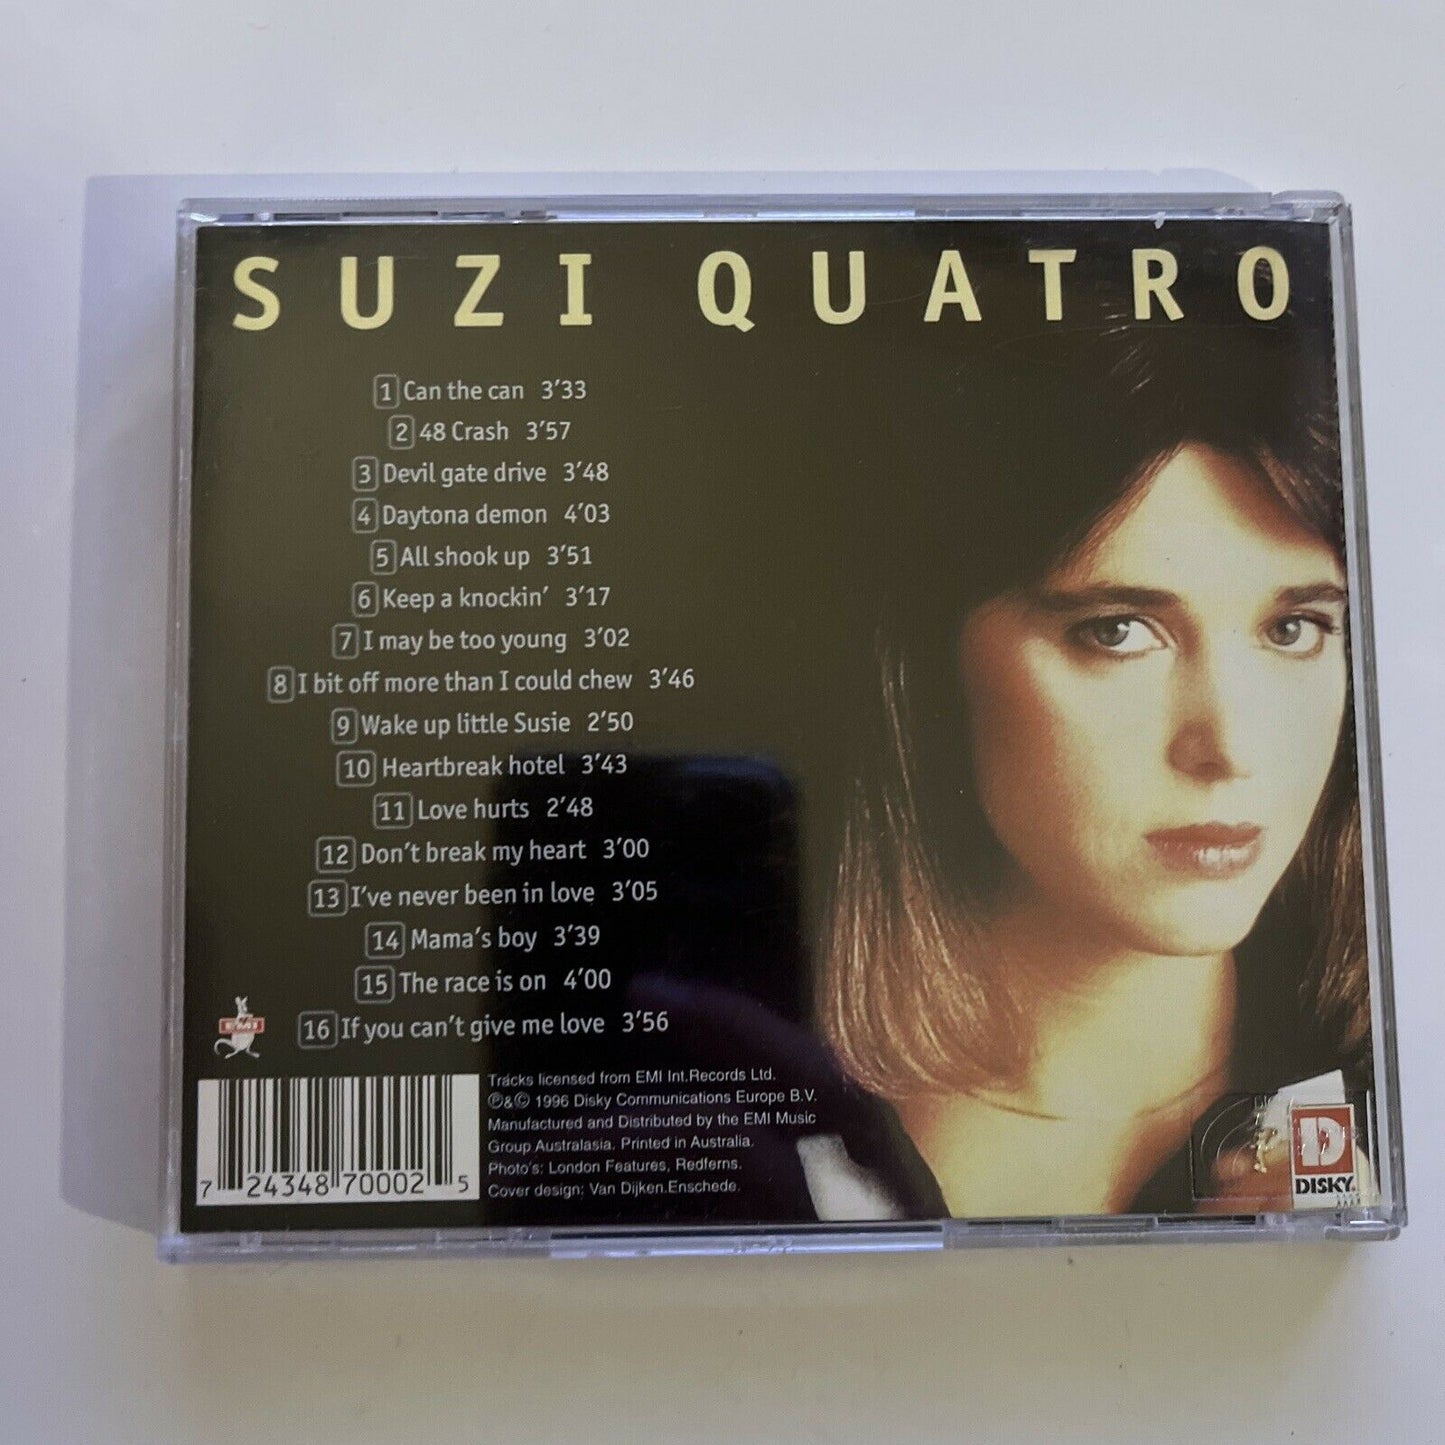 SUZI QUATRO
1 Can the can 3'33
2 48 Crash 3'57
3 Devil gate drive 3'48
4 Daytona demon 4'03
5 All shook up 3'51
6 Keep a knockin' 3'17
7 I may be too young 3'02
8 I bit off more than I could chew 3'46
9 Wake up little Susie 2'50
10 Heartbreak hotel 3'43
11 Love hurts 2'48
12 Don't break my heart 3'00
13 I've never been in love 3'05
14 Mama's boy 3'39
15 The race is on 4'00
16 If you can't give me love 3'56
EMI
Tracks licensed from EMI Int.Records Ltd.
℗&© 1996 Disky Communications Europe B.V.
Manufactured and Distributed by the EMI Music
Group Australasia. Printed in Australia.
Photo's: London Features, Redferns.
Cover design: Van Dijken.Enschede.
7 24348 70002 5
D
DISKY.